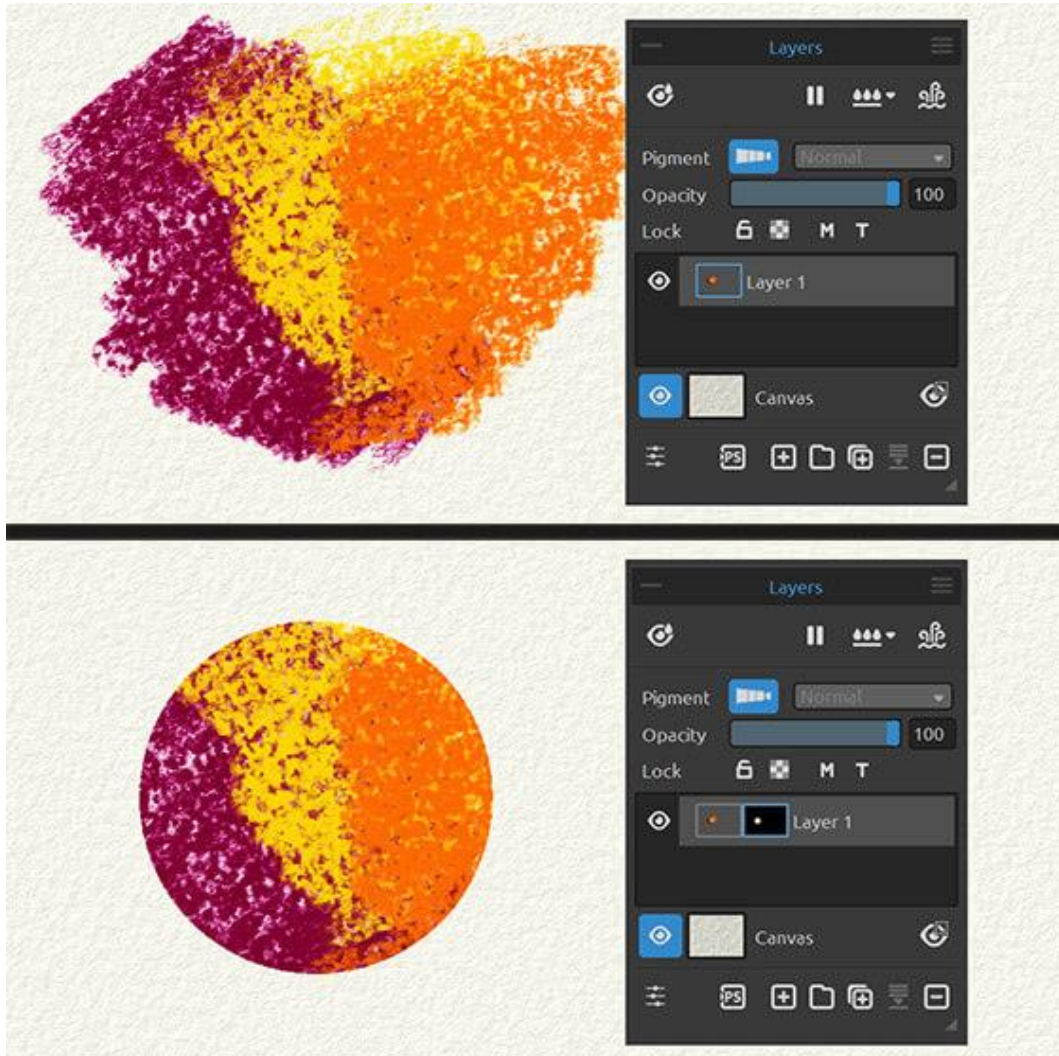 Layers
Pigment Normal
Opacity 100
Lock M T
Layer 1
Canvas
PS
Layers
Pigment Normal
Opacity 100
Lock M T
Layer 1
Canvas
PS